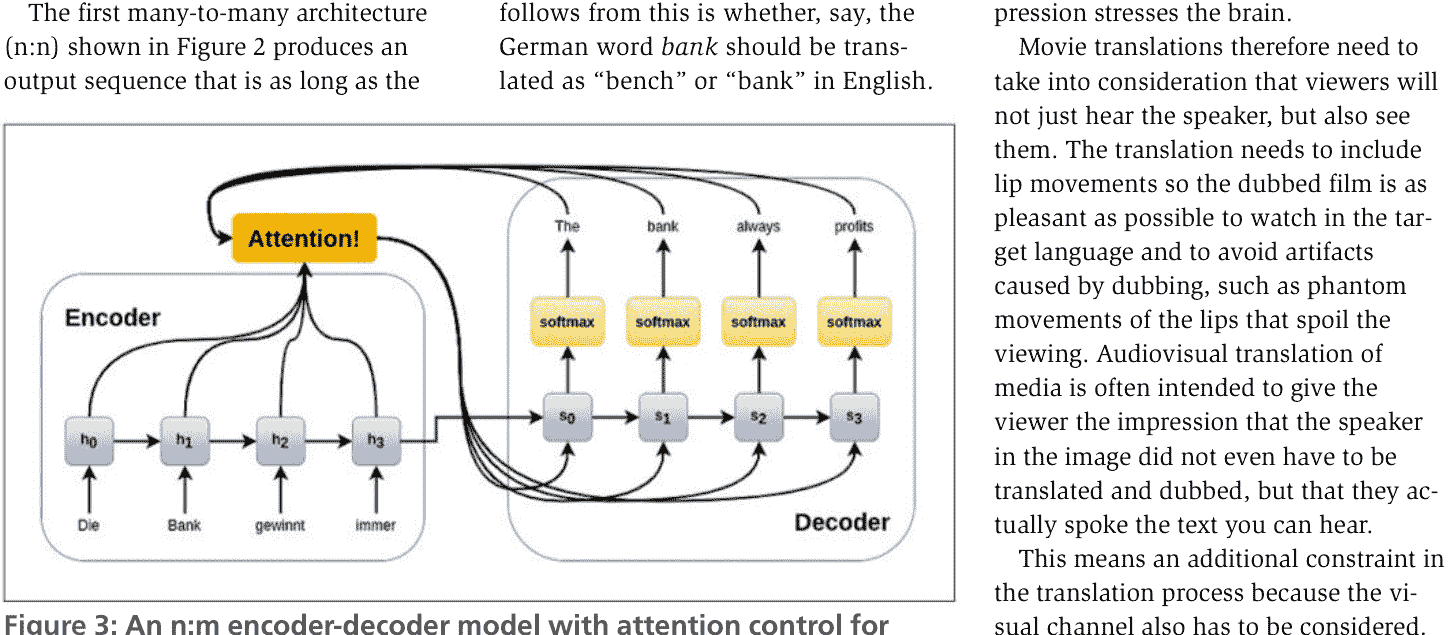 The first many-to-many architecture
(n:n) shown in Figure 2 produces an
output sequence that is as long as the
follows from this is whether, say, the
German word bank should be trans-
lated as “bench” or “bank” in English.
Attention!
Encoder
h0
h1
h2
h3
Die
Bank
gewinnt
immer
The
bank
always
profits
softmax
softmax
softmax
softmax
s0
s1
s2
s3
Decoder
Figure 3: An n:m encoder-decoder model with attention control for
pression stresses the brain.
Movie translations therefore need to
take into consideration that viewers will
not just hear the speaker, but also see
them. The translation needs to include
lip movements so the dubbed film is as
pleasant as possible to watch in the tar-
get language and to avoid artifacts
caused by dubbing, such as phantom
movements of the lips that spoil the
viewing. Audiovisual translation of
media is often intended to give the
viewer the impression that the speaker
in the image did not even have to be
translated and dubbed, but that they ac-
tually spoke the text you can hear.
This means an additional constraint in
the translation process because the vi-
sual channel also has to be considered.